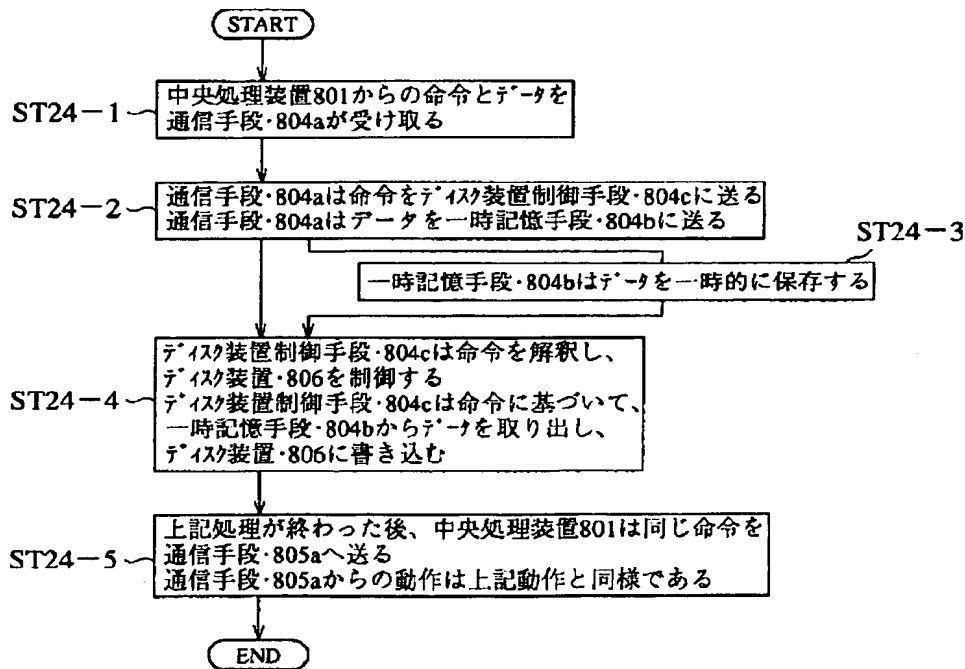 START
ST24-1
中央処理装置801からの命令とデータを
通信手段・804aが受け取る
ST24-2
通信手段・804aは命令をディスク装置制御手段・804cに送る
通信手段・804aはデータを一時記憶手段・804bに送る
ST24-3
一時記憶手段・804bはデータを一時的に保存する
ST24-4
ディスク装置制御手段・804cは命令を解釈し、
ディスク装置・806を制御する
ディスク装置制御手段・804cは命令に基づいて、
一時記憶手段・804bからデータを取り出し、
ディスク装置・806に書き込む
ST24-5
上記処理が終わった後、中央処理装置801は同じ命令を
通信手段・805aへ送る
通信手段・805aからの動作は上記動作と同様である
END